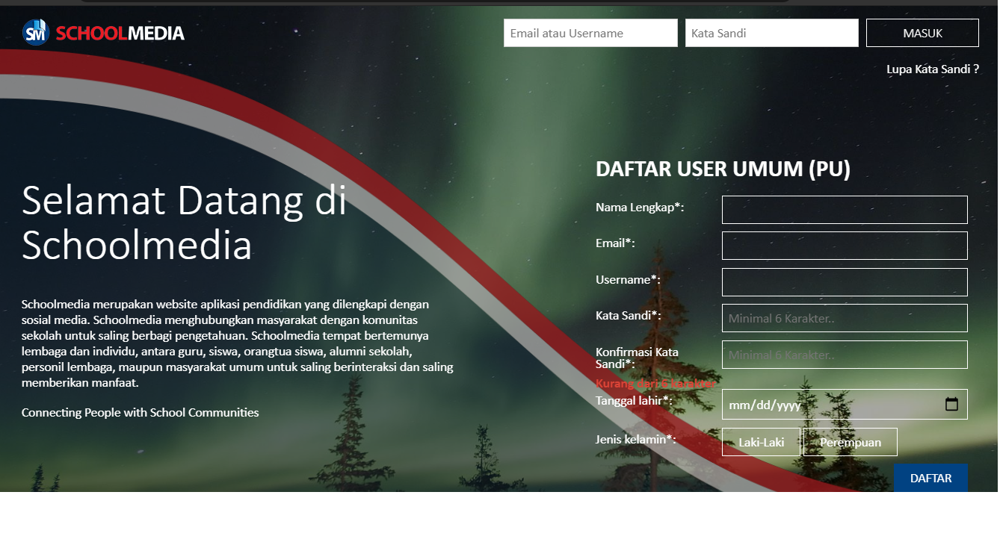 SM SCHOOLMEDIA
Email atau Username
Kata Sandi
MASUK
Lupa Kata Sandi ?
Selamat Datang di
Schoolmedia
Schoolmedia merupakan website aplikasi pendidikan yang dilengkapi dengan
sosial media. Schoolmedia menghubungkan masyarakat dengan komunitas
sekolah untuk saling berbagi pengetahuan. Schoolmedia tempat bertemunya
lembaga dan individu, antara guru, siswa, orangtua siswa, alumni sekolah,
personil lembaga, maupun masyarakat umum untuk saling berinteraksi dan saling
memberikan manfaat.
Connecting People with School Communities
DAFTAR USER UMUM (PU)
Nama Lengkap*:
Email*:
Username*:
Kata Sandi*:
Minimal 6 Karakter..
Konfirmasi Kata
Sandi*:
Minimal 6 Karakter..
Kurang dari 6 karakter
Tanggal lahir*:
mm/dd/yyyy
Jenis kelamin*:
Laki-Laki
Perempuan
DAFTAR